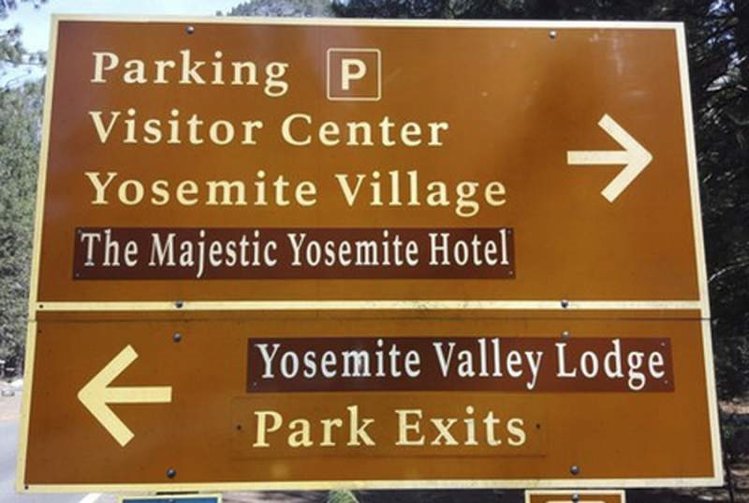 Parking P
Visitor Center
Yosemite Village
The Majestic Yosemite Hotel
Yosemite Valley Lodge
Park Exits